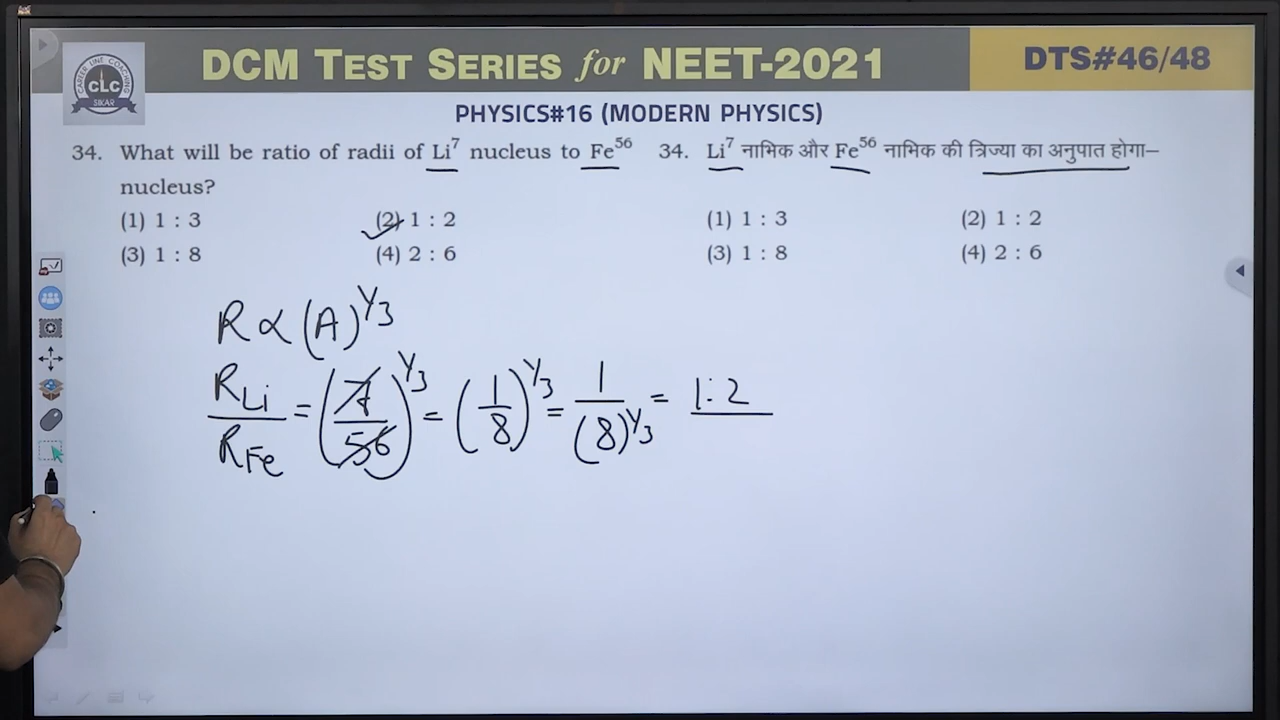 DCM TEST SERIES for NEET-2021
DTS#46/48
CAREER LINE COACHING
CLC
SIKAR
PHYSICS#16 (MODERN PHYSICS)
34. What will be ratio of radii of Li⁷ nucleus to Fe⁵⁶
nucleus?
(1) 1 : 3 (2) 1 : 2
(3) 1 : 8 (4) 2 : 6
34. Li⁷ नाभिक और Fe⁵⁶ नाभिक की त्रिज्या का अनुपात होगा–
(1) 1 : 3 (2) 1 : 2
(3) 1 : 8 (4) 2 : 6
R ∝ (A)^1/3
R_Li / R_Fe = (7/56)^1/3 = (1/8)^1/3 = 1/(8)^1/3 = 1:2